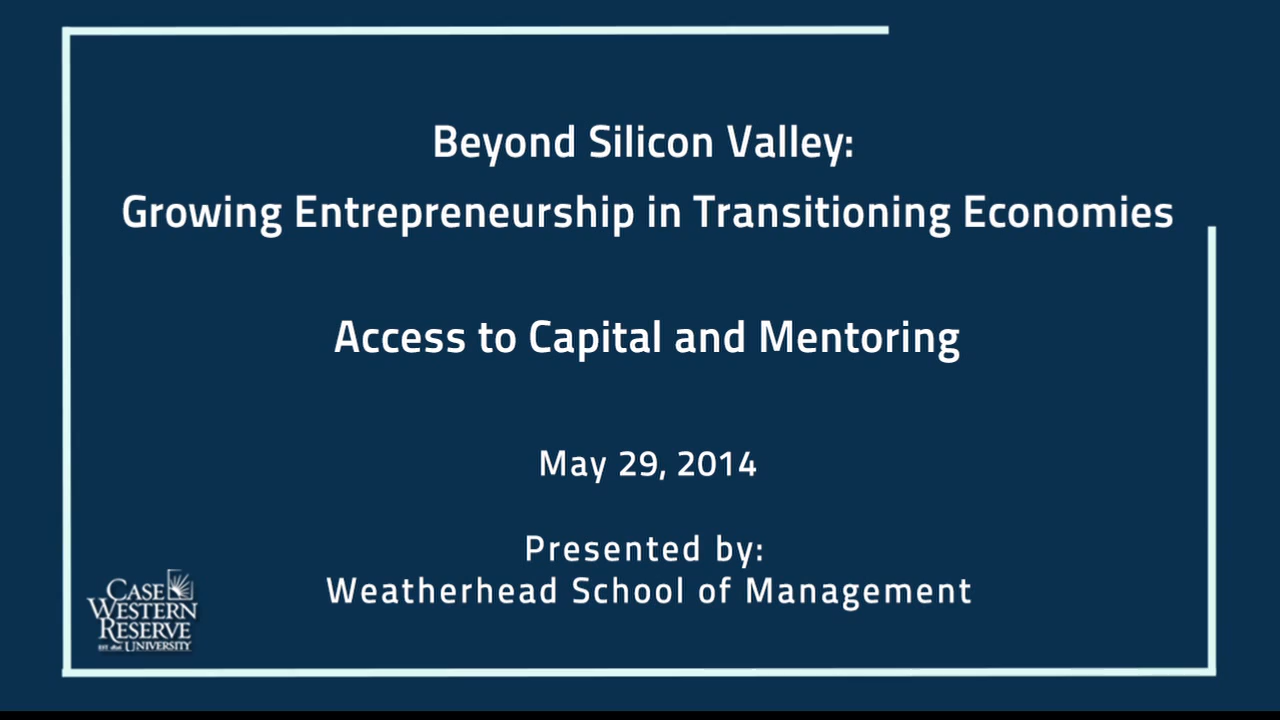 Beyond Silicon Valley:
Growing Entrepreneurship in Transitioning Economies
Access to Capital and Mentoring
May 29, 2014
Presented by:
Weatherhead School of Management
CASE
WESTERN
RESERVE
UNIVERSITY